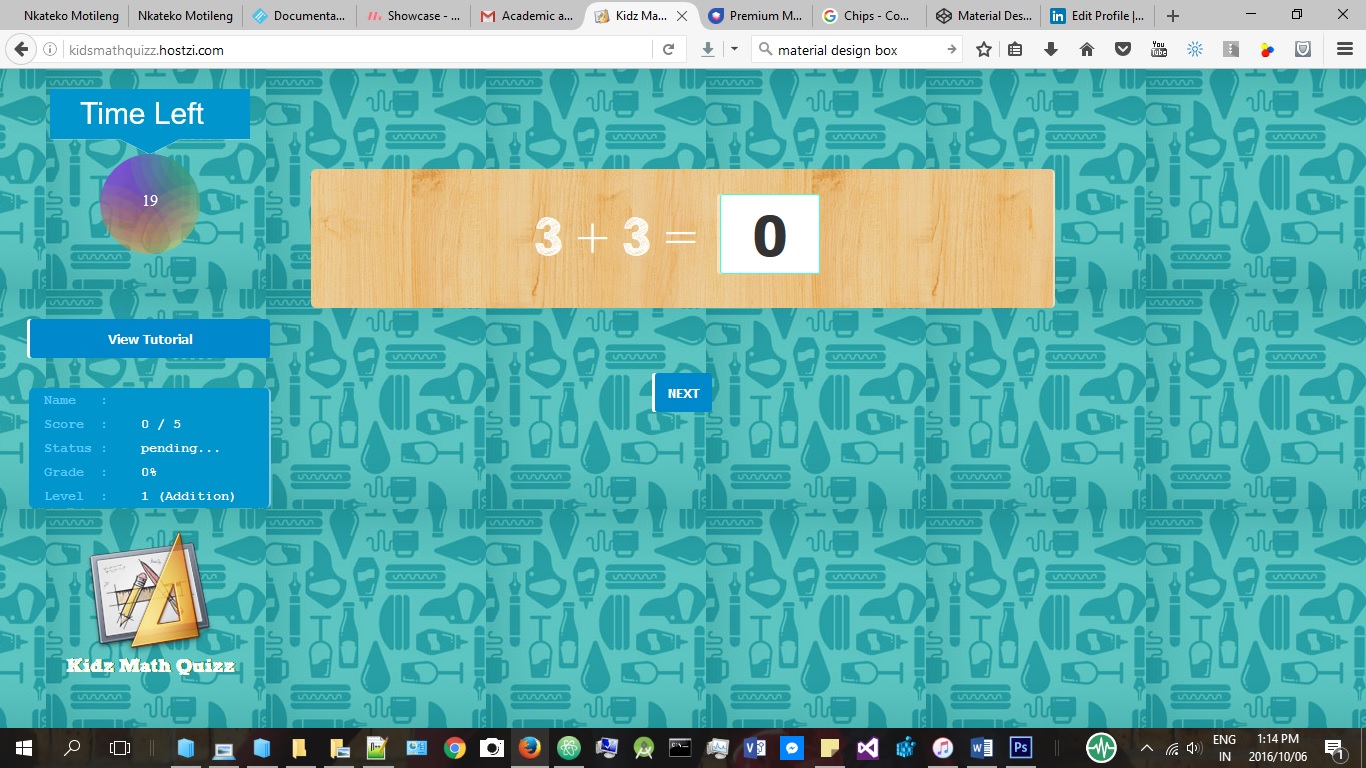 Nkateko Motileng
Nkateko Motileng
Documenta...
Showcase - ...
Academic a...
Kidz Ma...
Premium M...
Chips - Co...
Material Des...
Edit Profile |...
kidsmathquizz.hostzi.com
material design box
Time Left
19
3 + 3 = 0
View Tutorial
NEXT
Name :
Score : 0 / 5
Status : pending...
Grade : 0%
Level : 1 (Addition)
Kidz Math Quizz
ENG
IN
1:14 PM
2016/10/06